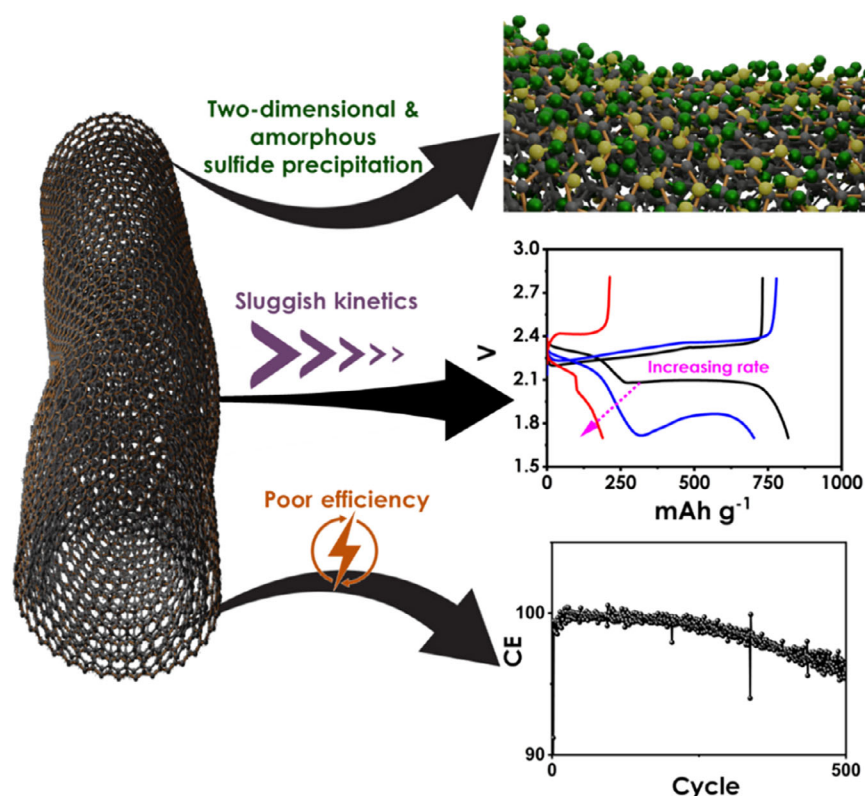 Two-dimensional &
amorphous
sulfide precipitation
Sluggish kinetics
Poor efficiency
3.0
2.7
2.4
2.1
1.8
1.5
V
Increasing rate
0
250
500
750
1000
mAh g⁻¹
100
90
CE
0
250
500
Cycle